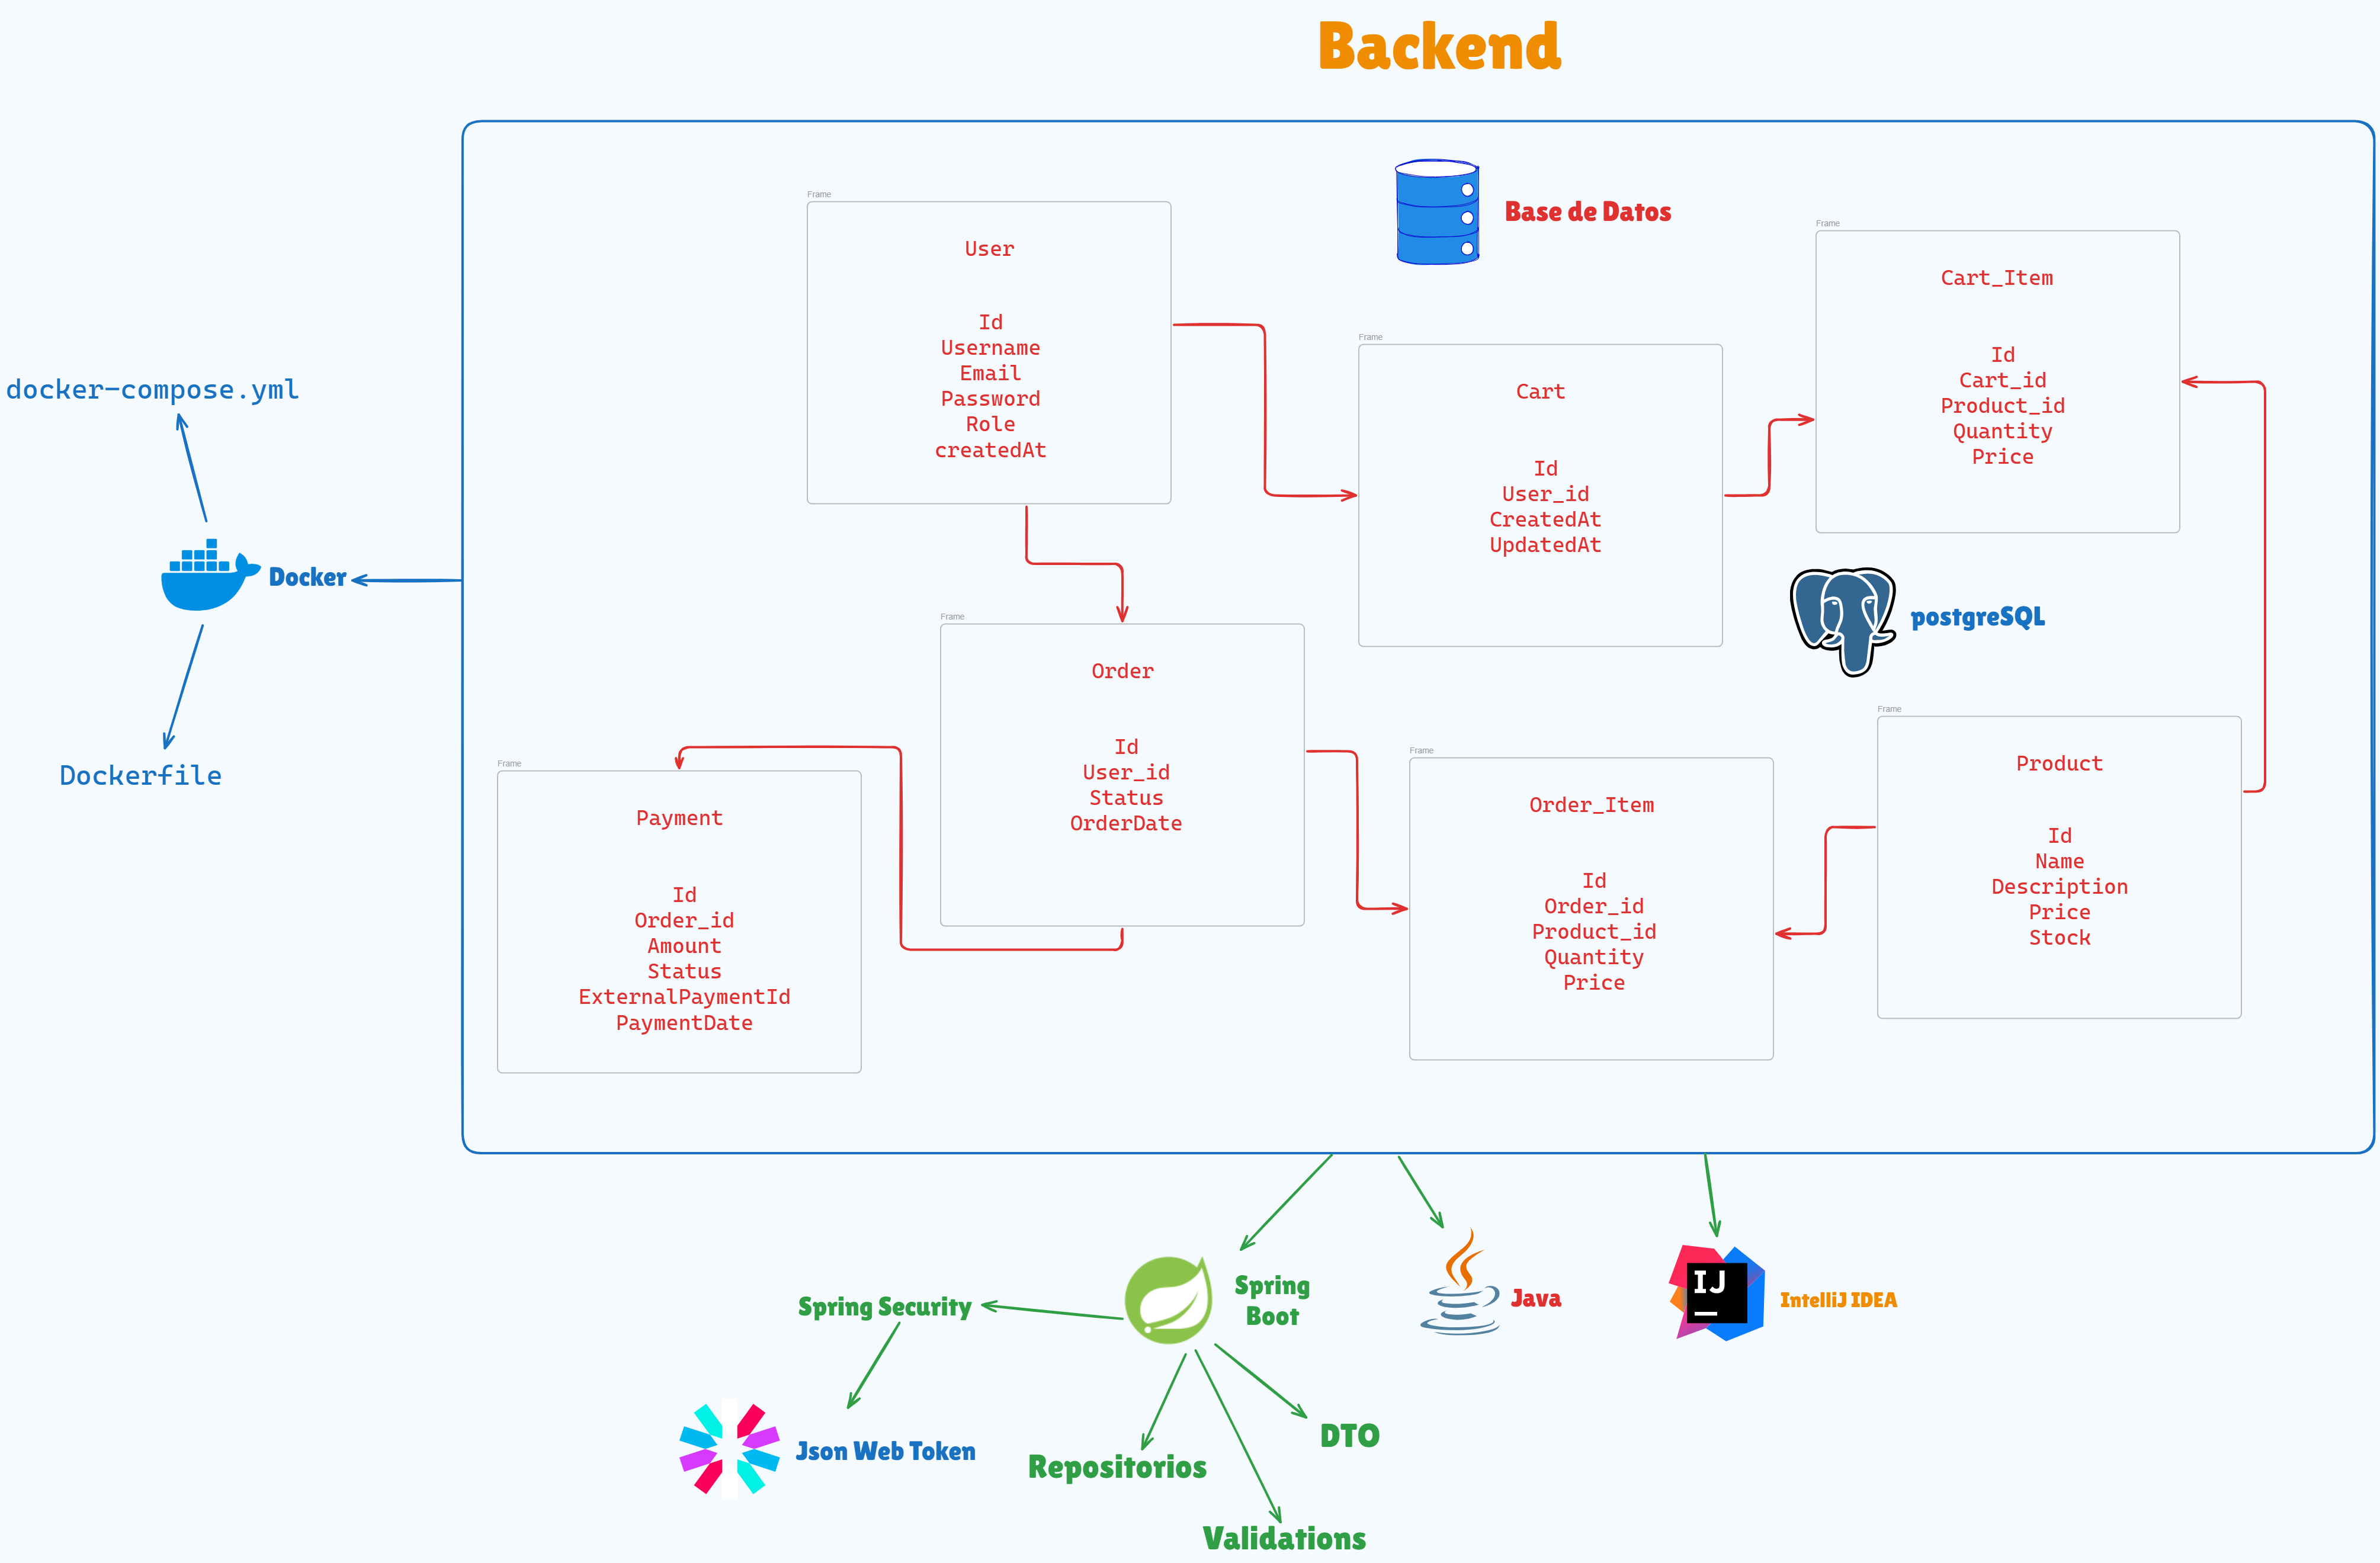 Backend
Frame
User
Id
Username
Email
Password
Role
createdAt
Base de Datos
Frame
Cart_Item
Id
Cart_id
Product_id
Quantity
Price
Frame
Cart
Id
User_id
CreatedAt
UpdatedAt
docker-compose.yml
Docker
Dockerfile
postgreSQL
Frame
Order
Id
User_id
Status
OrderDate
Frame
Payment
Id
Order_id
Amount
Status
ExternalPaymentId
PaymentDate
Frame
Order_Item
Id
Order_id
Product_id
Quantity
Price
Frame
Product
Id
Name
Description
Price
Stock
Spring
Boot
Java
IJ
IntelliJ IDEA
Spring Security
Json Web Token
Repositorios
DTO
Validations